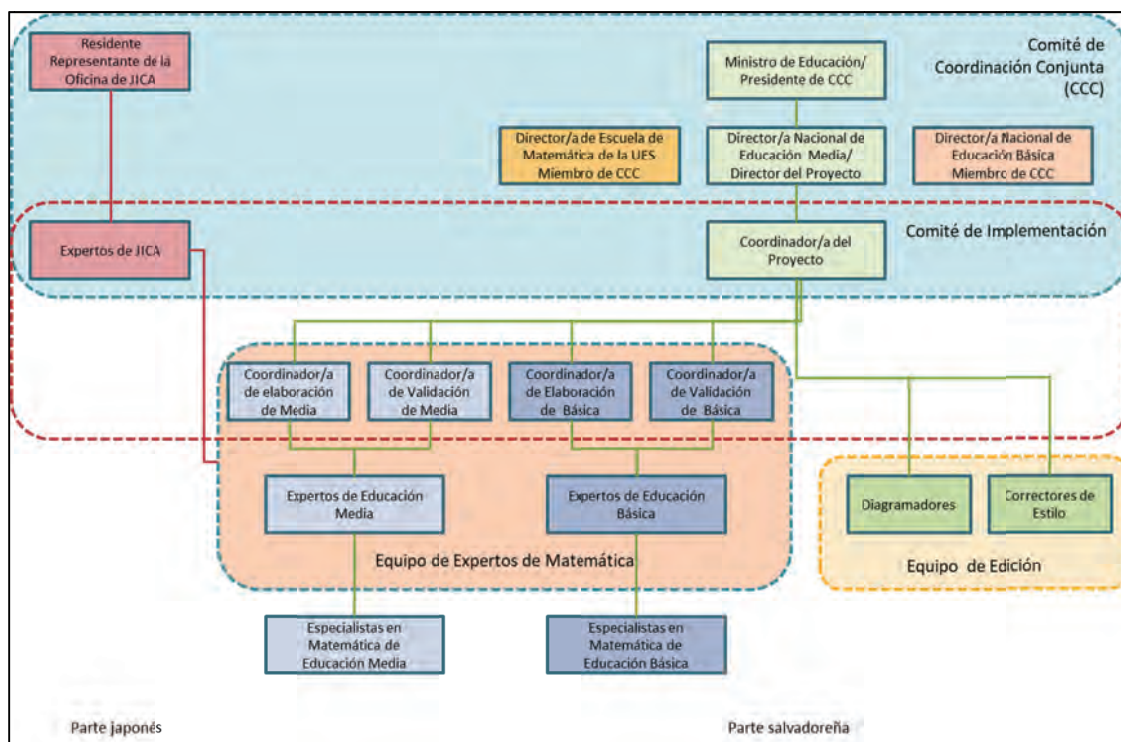 Residente
Representante de la
Oficina de JICA
Ministro de Educación/
Presidente de CCC
Comité de
Coordinación Conjunta
(CCC)
Director/a de Escuela de
Matemática de la UES
Miembro de CCC
Director/a Nacional de
Educación Media/
Director del Proyecto
Director/a Nacional de
Educación Básica
Miembro de CCC
Expertos de JICA
Coordinador/a del
Proyecto
Comité de Implementación
Coordinador/a
de elaboración
de Media
Coordinador/a
de Validación
de Media
Coordinador/a
de Elaboración
de Básica
Coordinador/a
de Validación
de Básica
Expertos de Educación
Media
Expertos de Educación
Básica
Diagramadores
Correctores de
Estilo
Equipo de Expertos de Matemática
Equipo de Edición
Especialistas en
Matemática de
Educación Media
Especialistas en
Matemática de
Educación Básica
Parte japonés
Parte salvadoreña